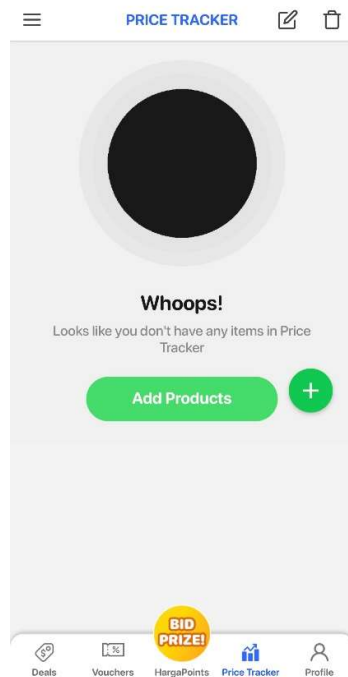 PRICE TRACKER
Whoops!
Looks like you don't have any items in Price
Tracker
Add Products
+
BID
PRIZE!
Deals
Vouchers
HargaPoints
Price Tracker
Profile